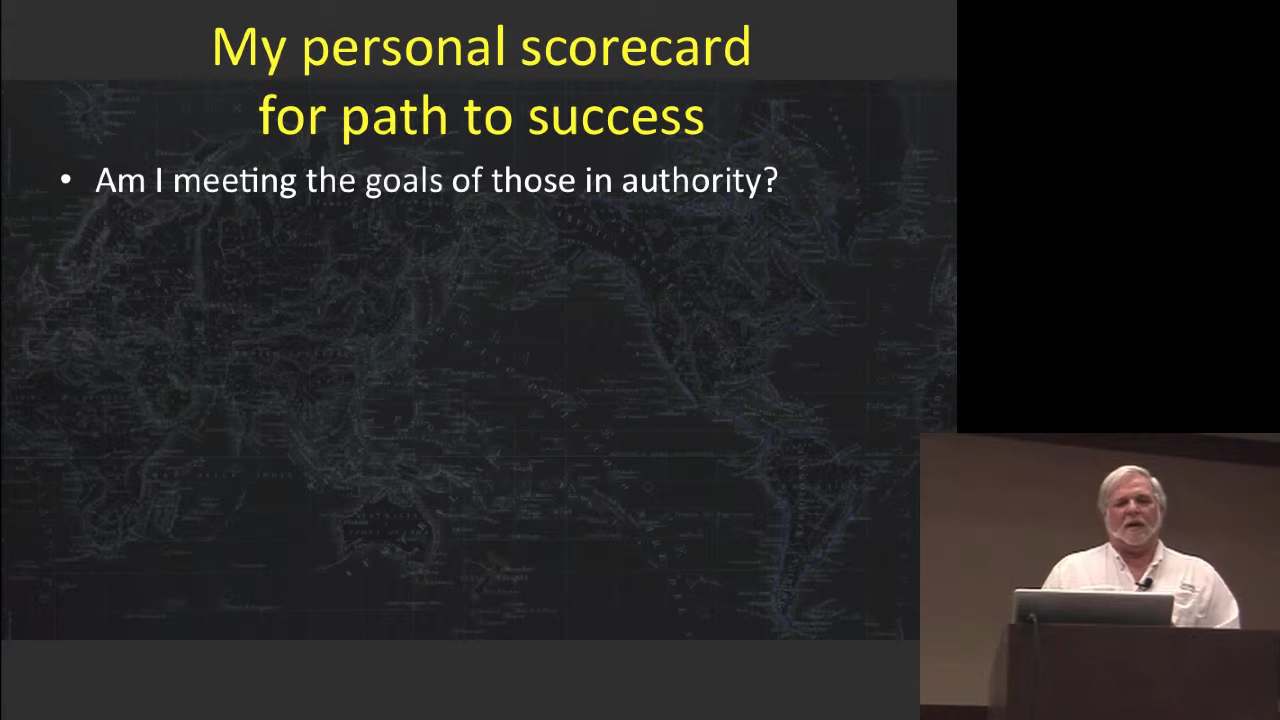 My personal scorecard
for path to success
• Am I meeting the goals of those in authority?